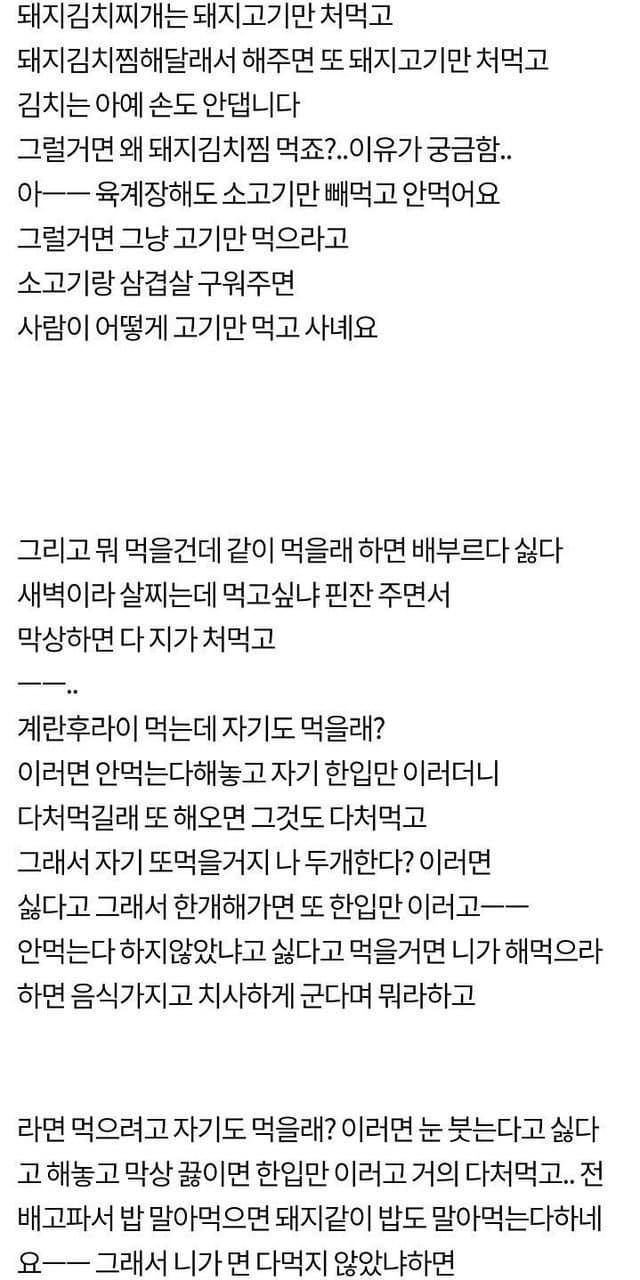 돼지김치찌개는 돼지고기만 처먹고
돼지김치찜해달래서 해주면 또 돼지고기만 처먹고
김치는 아예 손도 안댑니다
그럴거면 왜 돼지김치찜 먹죠?..이유가 궁금함..
아ㅡㅡ 육계장해도 소고기만 빼먹고 안먹어요
그럴거면 그냥 고기만 먹으라고
소고기랑 삼겹살 구워주면
사람이 어떻게 고기만 먹고 사녜요
그리고 뭐 먹을건데 같이 먹을래 하면 배부르다 싫다
새벽이라 살찌는데 먹고싶냐 핀잔 주면서
막상하면 다 지가 처먹고
ㅡㅡ..
계란후라이 먹는데 자기도 먹을래?
이러면 안먹는다해놓고 자기 한입만 이러더니
다처먹길래 또 해오면 그것도 다처먹고
그래서 자기 또먹을거지 나 두개한다? 이러면
싫다고 그래서 한개해가면 또 한입만 이러고ㅡㅡ
안먹는다 하지않았냐고 싫다고 먹을거면 니가 해먹으라
하면 음식가지고 치사하게 군다며 뭐라하고
라면 먹으려고 자기도 먹을래? 이러면 눈 붓는다고 싫다
고 해놓고 막상 끓이면 한입만 이러고 거의 다처먹고.. 전
배고파서 밥 말아먹으면 돼지같이 밥도 말아먹는다하네
요ㅡㅡ 그래서 니가 면 다먹지 않았냐하면